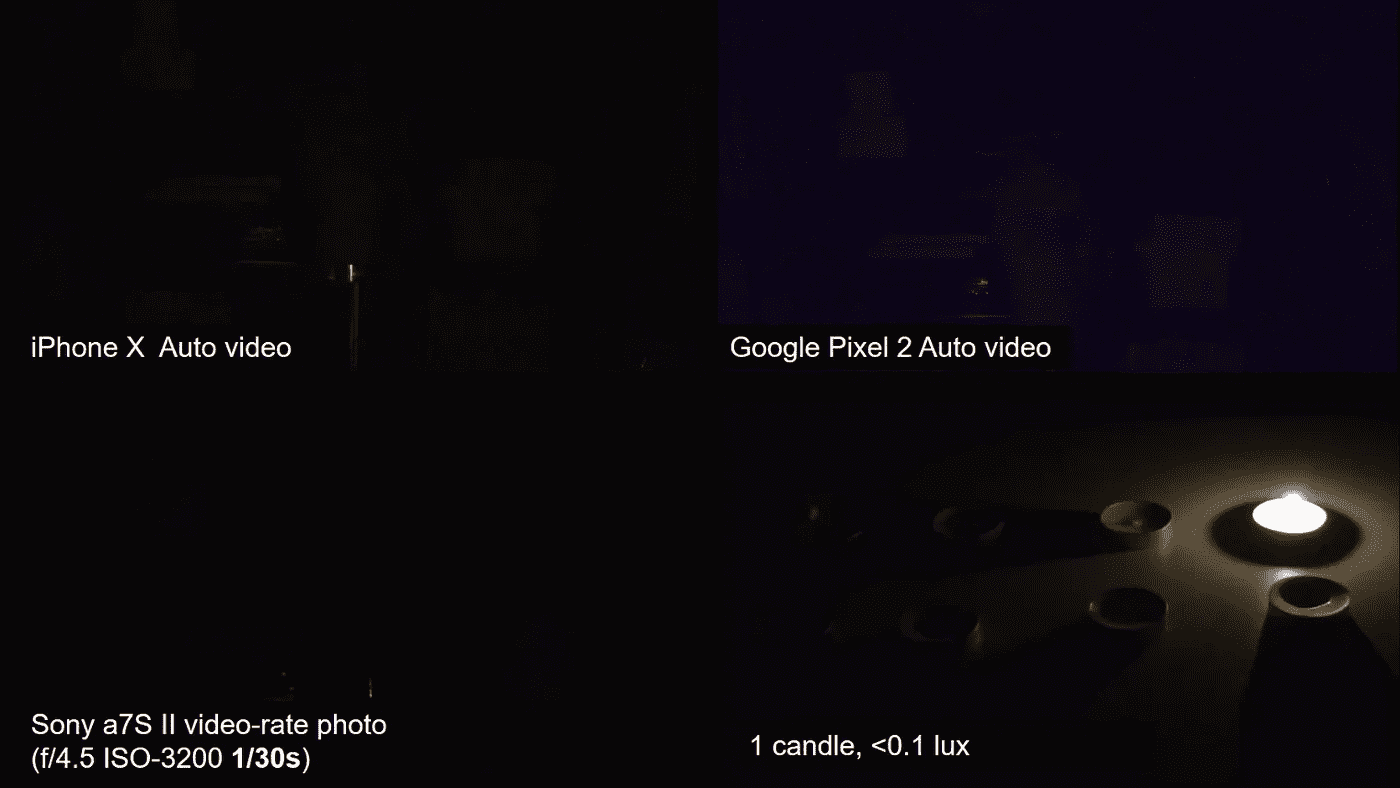 iPhone X  Auto video
Google Pixel 2 Auto video
Sony a7S II video-rate photo
(f/4.5 ISO-3200 1/30s)
1 candle, <0.1 lux